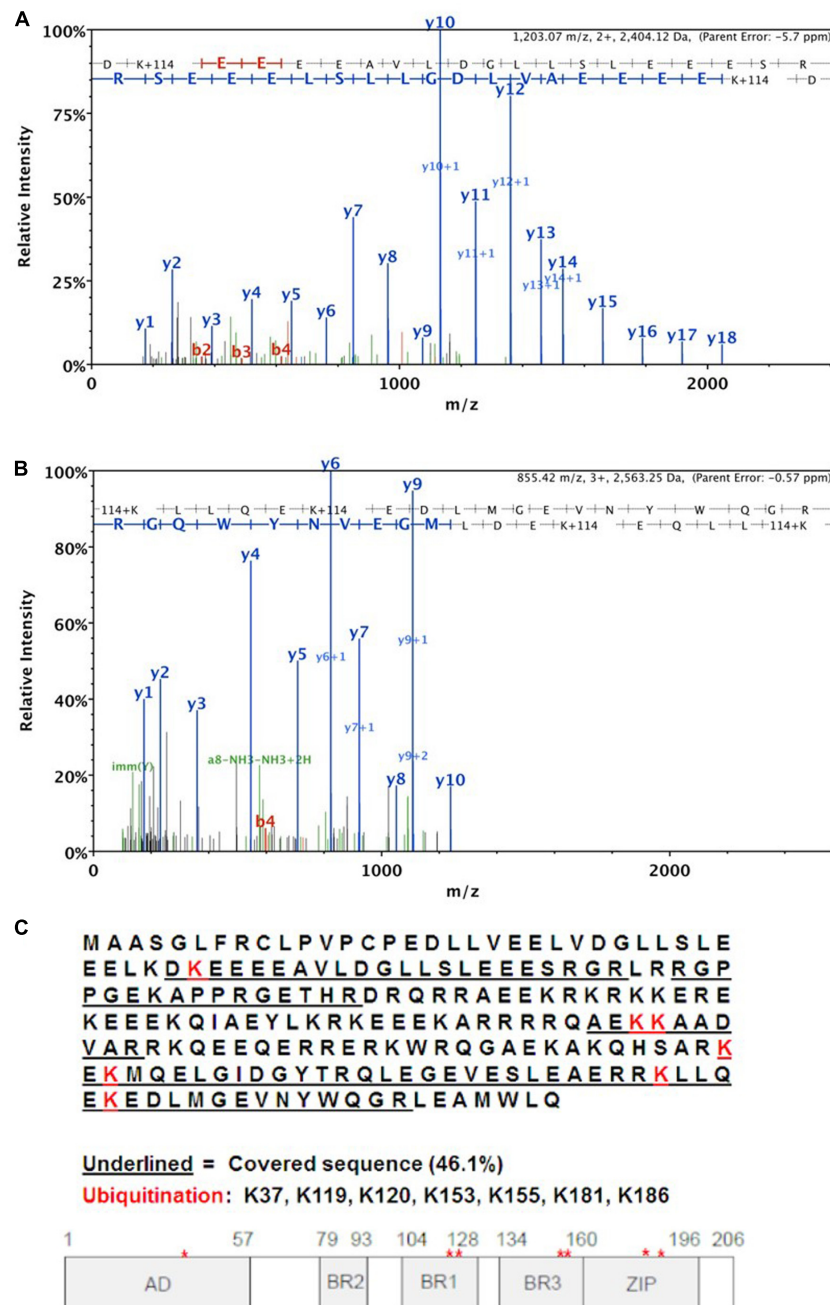 A
1,203.07 m/z, 2+, 2,404.12 Da, (Parent Error: -5.7 ppm)
D K+114 E E E E A V L D G L L S L E E E S R
R S E E E L S L L G D L V A E E E E K+114 D
100%
75%
50%
25%
0%
Relative Intensity
y1 y2 y3 y4 y5 y6 y7 y8 y9 y10 y11 y12 y13 y14 y15 y16 y17 y18
y10+1 y11+1 y12+1 y13+1 y14+1
b2 b3 b4
0 1000 2000
m/z
B
855.42 m/z, 3+, 2,563.25 Da, (Parent Error: -0.57 ppm)
114+K L L Q E K+114 E D L M G E V N Y W Q G R
R G Q W Y N V E G M L D E K+114 E Q L L 114+K
100%
80%
60%
40%
20%
0%
Relative Intensity
y1 y2 y3 y4 y5 y6 y7 y8 y9 y10
y6+1 y7+1 y9+1 y9+2
imm(Y) a8-NH3-NH3+2H
b4
0 1000 2000
m/z
C
M A A S G L F R C L P V P C P E D L L V E E L V D G L L S L E
E E L K D K E E E E A V L D G L L S L E E E S R G R L R R G P
P G E K A P P R G E T H R D R Q R R A E E K R K R K K E R E
K E E E K Q I A E Y L K R K E E E K A R R R R Q A E K K A A D
V A R R K Q E E Q E R R E R K W R Q G A E K A K Q H S A R K
E K M Q E L G I D G Y T R Q L E G E V E S L E A E R R K L L Q
E K E D L M G E V N Y W Q G R L E A M W L Q
Underlined = Covered sequence (46.1%)
Ubiquitination: K37, K119, K120, K153, K155, K181, K186
1 57 79 93 104 128 134 160 196 206
* * * * * * *
AD BR2 BR1 BR3 ZIP